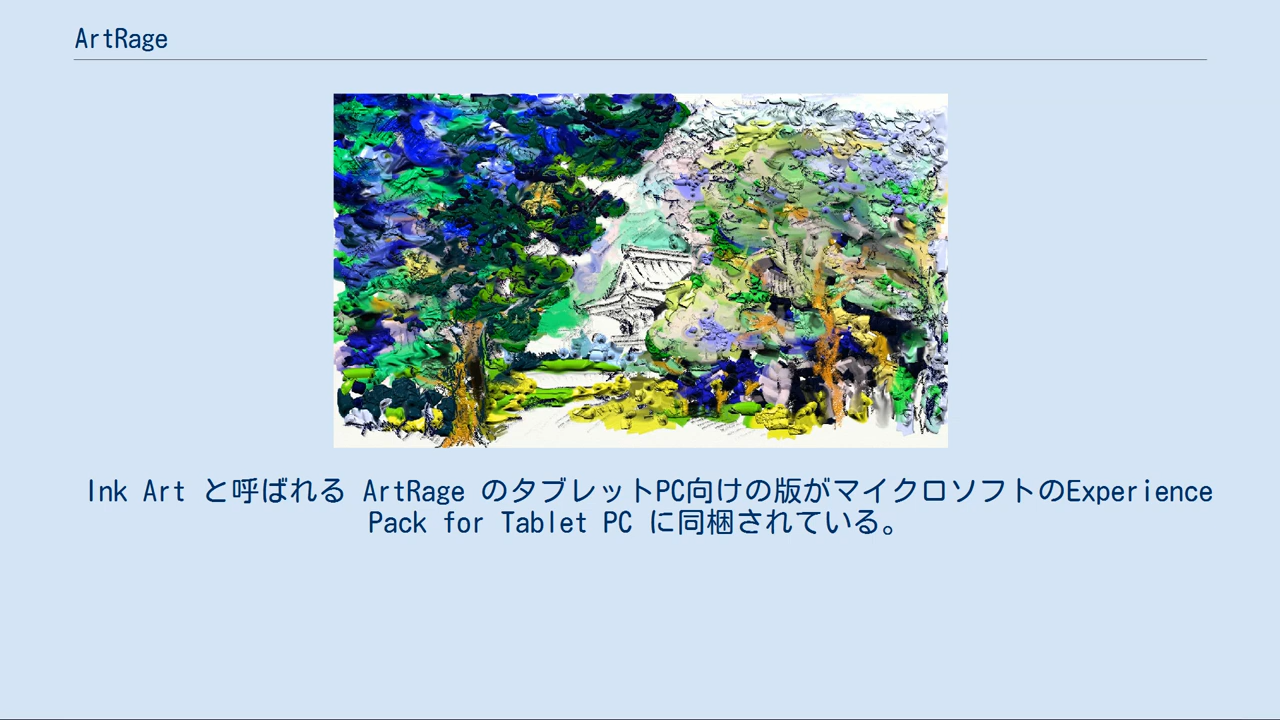 ArtRage
Ink Art と呼ばれる ArtRage のタブレットPC向けの版がマイクロソフトのExperience
Pack for Tablet PC に同梱されている。